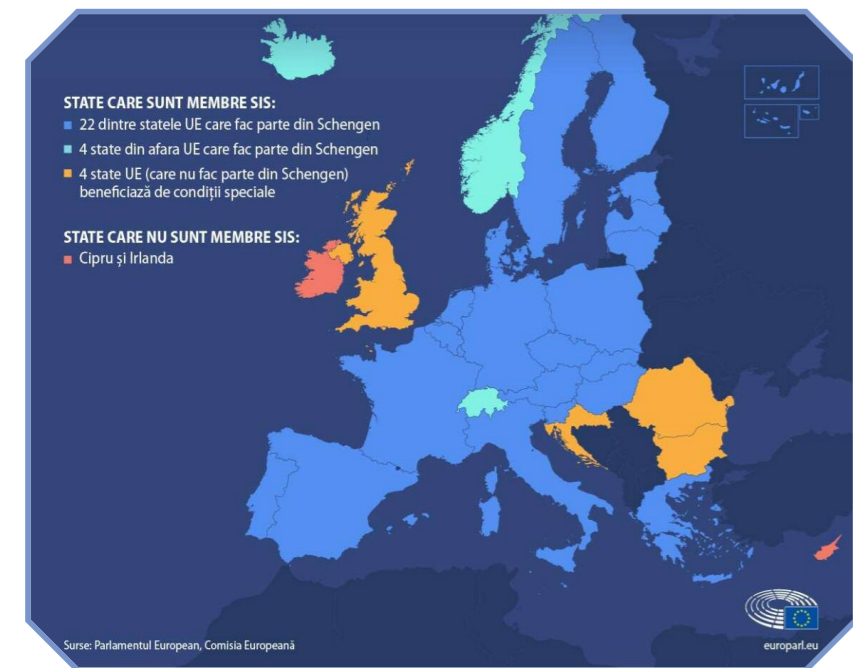 STATE CARE SUNT MEMBRE SIS:
22 dintre statele UE care fac parte din Schengen
4 state din afara UE care fac parte din Schengen
4 state UE (care nu fac parte din Schengen)
beneficiază de condiții speciale
STATE CARE NU SUNT MEMBRE SIS:
Cipru și Irlanda
Surse: Parlamentul European, Comisia Europeană
europarl.eu